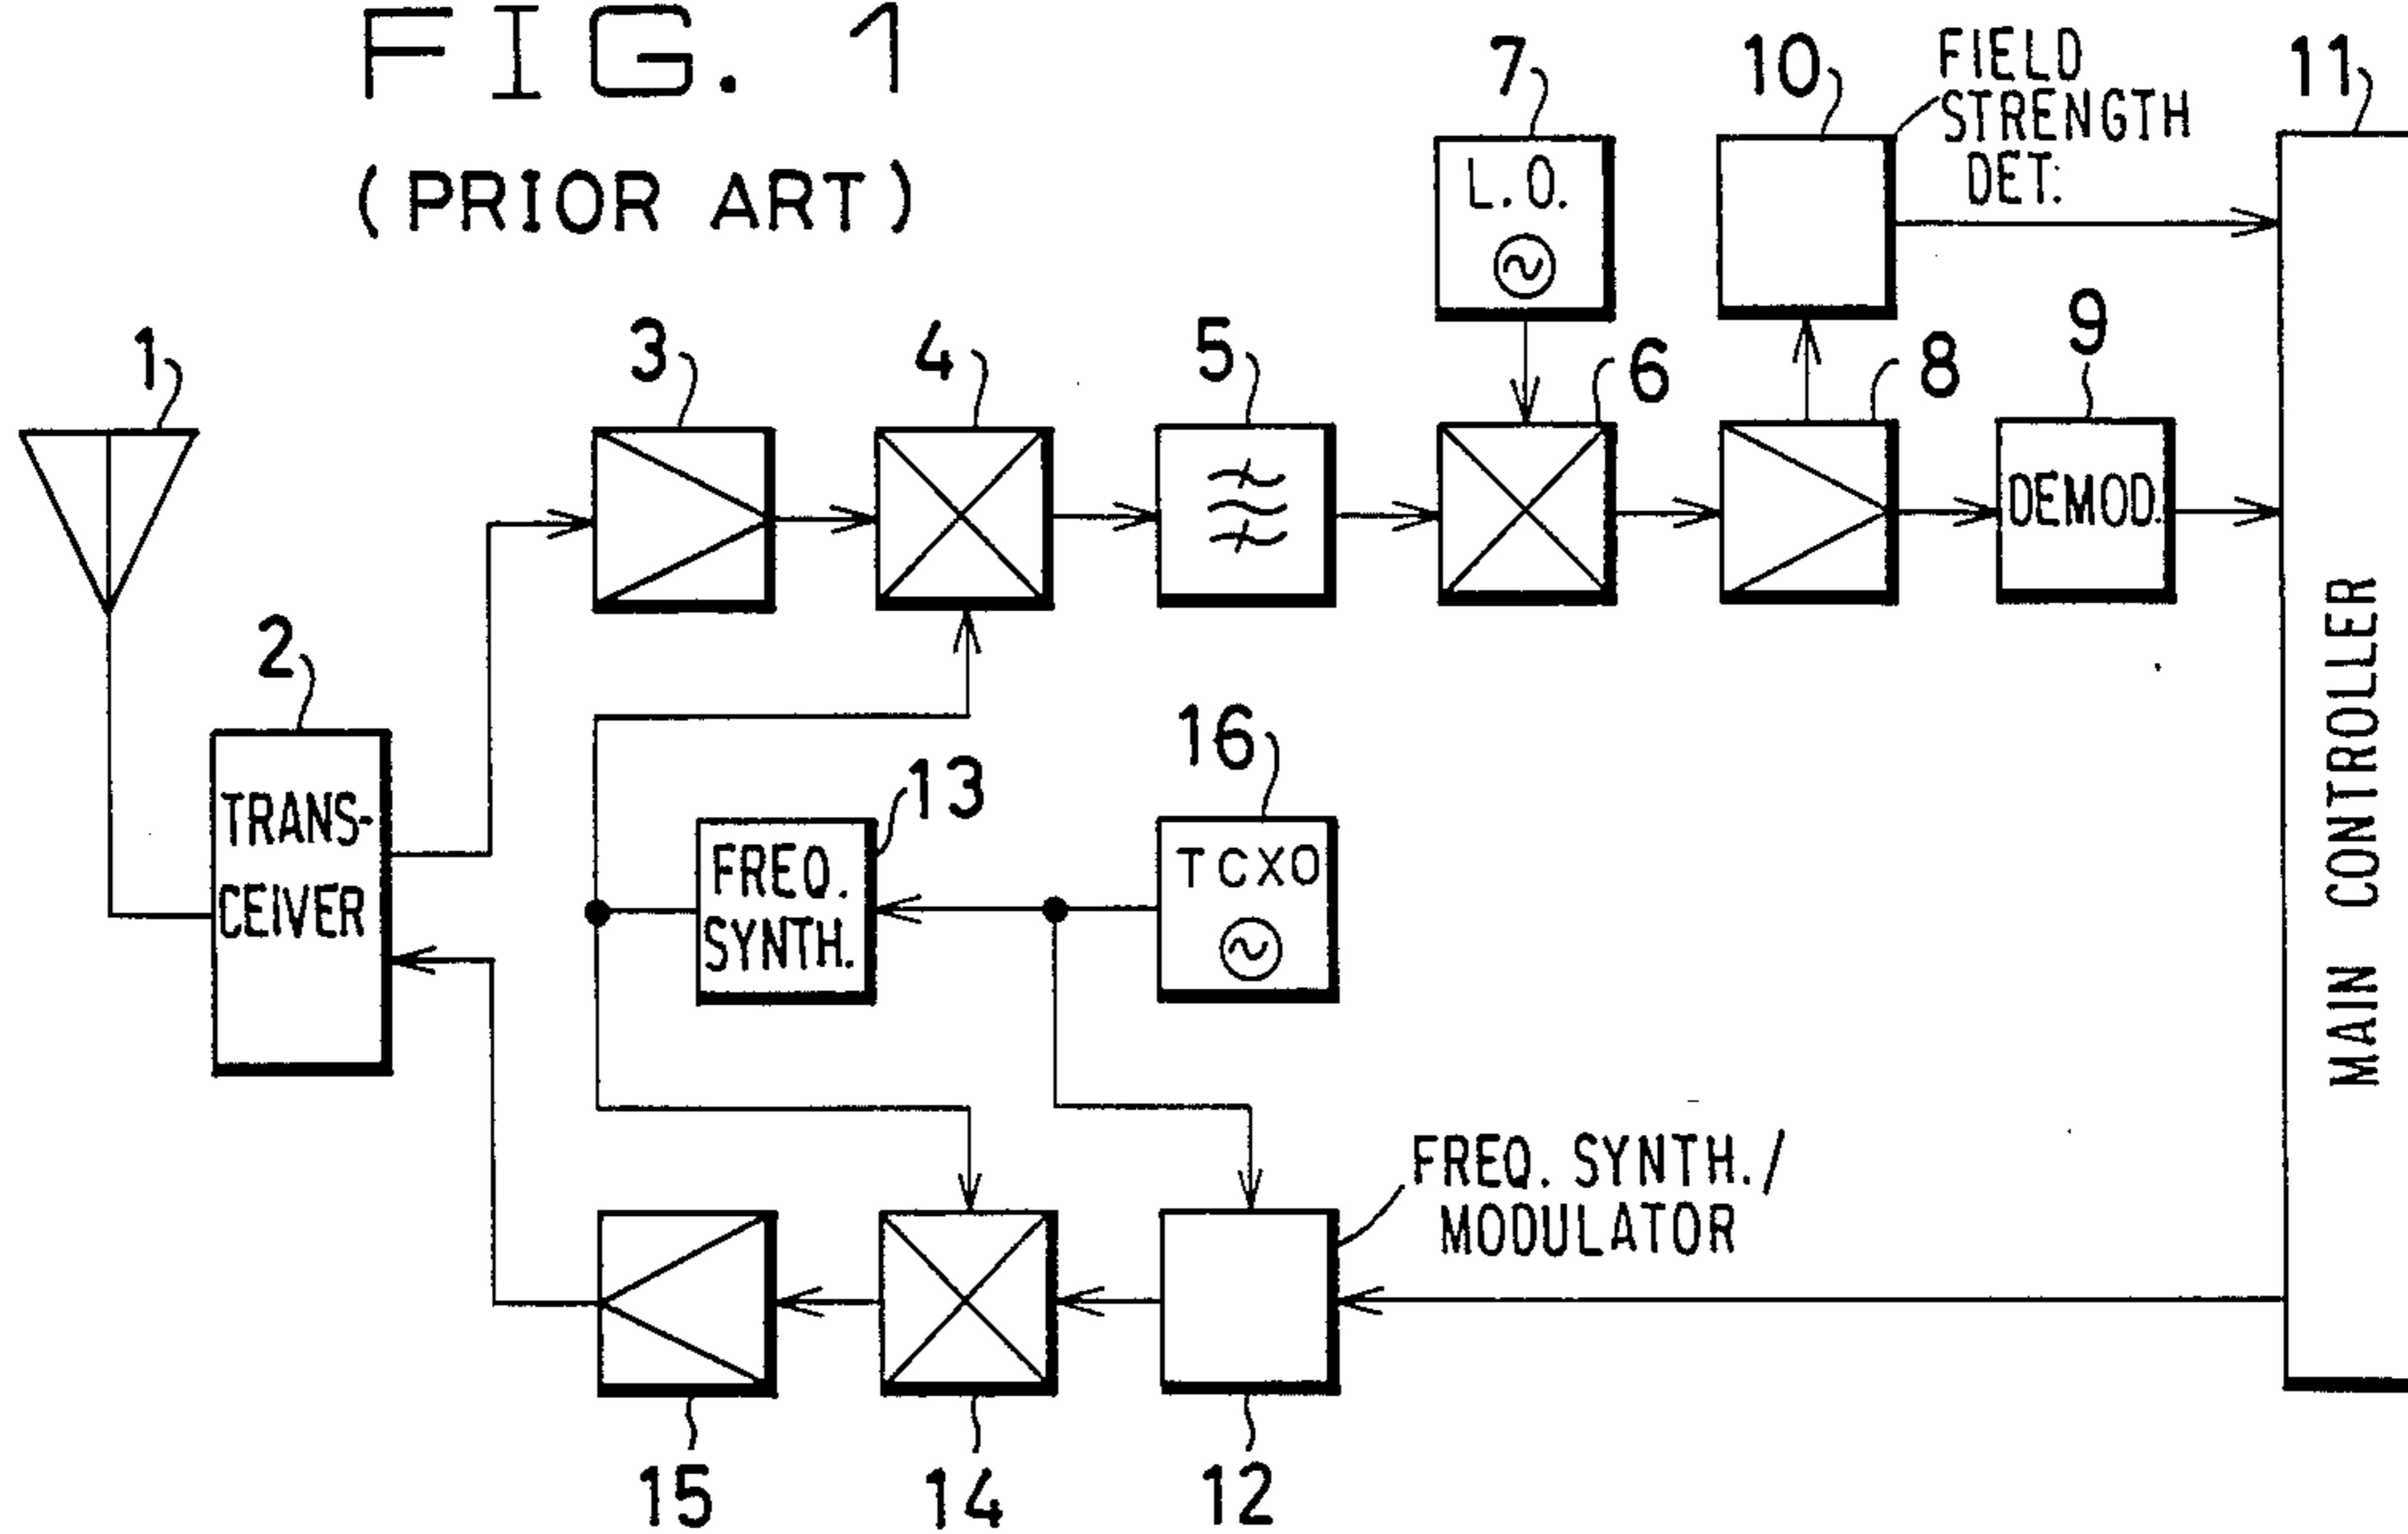 FIG. 1
(PRIOR ART)
7
10
FIELD
STRENGTH
DET.
11
L.O.
1
3
4
5
6
8
9
DEMOD.
2
TRANS-
CEIVER
13
FREQ.
SYNTH.
16
TCXO
MAIN CONTROLLER
FREQ. SYNTH./
MODULATOR
15
14
12